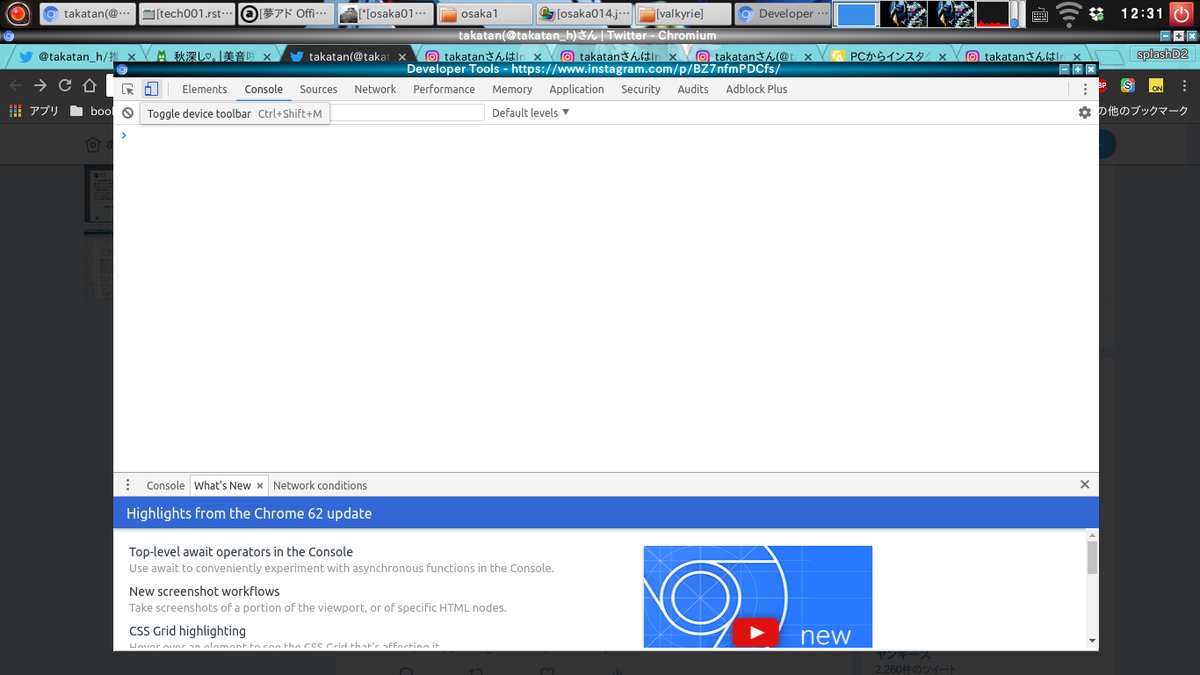 takatan(@…
[tech001.rst…
[夢アド Offi…
[*[osaka01…
osaka1
[osaka014.j…
[valkyrie]
Developer …
12:31
takatan(@takatan_h)さん | Twitter - Chromium
@takatan_h/
秋深し♡｡|美音
takatan(@takat
takatanさんはIn
takatanさんはIn
takatanさん(@t
PCからインスタ
takatanさんはIn
splashD2
Developer Tools - https://www.instagram.com/p/BZ7nfmPDCfs/
Elements Console Sources Network Performance Memory Application Security Audits Adblock Plus
ON
アプリ
boo
Toggle device toolbar Ctrl+Shift+M
Default levels ▼
の他のブックマーク
Console What's New × Network conditions
Highlights from the Chrome 62 update
Top-level await operators in the Console
Use await to conveniently experiment with asynchronous functions in the Console.
New screenshot workflows
Take screenshots of a portion of the viewport, or of specific HTML nodes.
CSS Grid highlighting
Hover over an element to see the CSS Grid that's affecting it
new
ヤンキース
2,260件のツイート